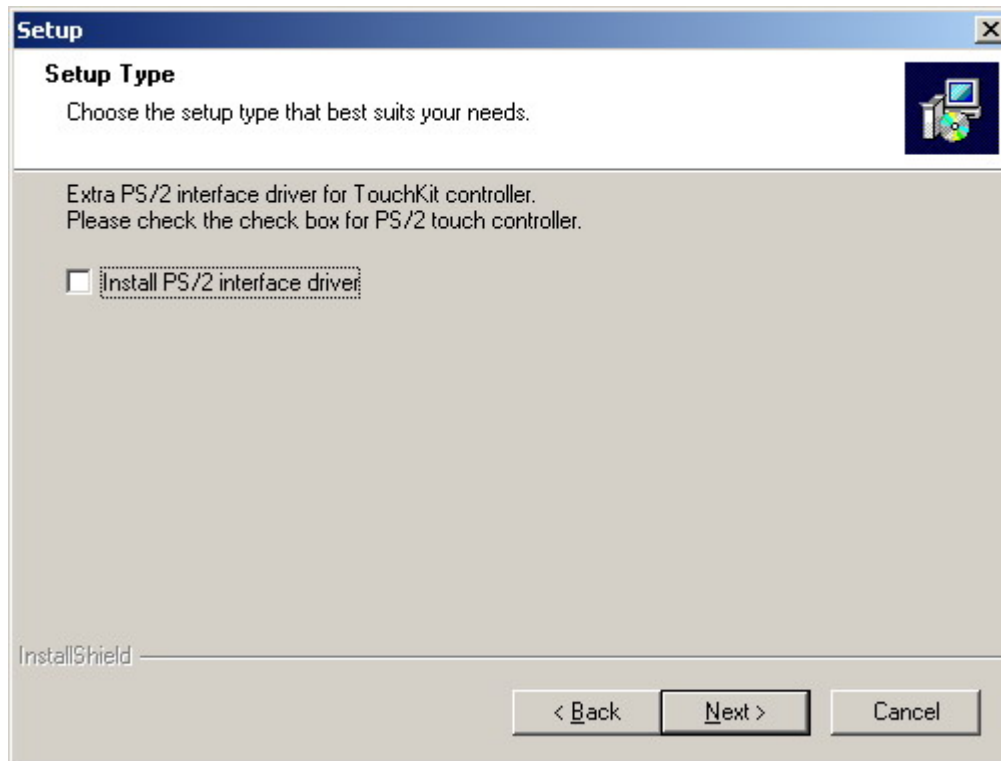 Setup
Setup Type
Choose the setup type that best suits your needs.
Extra PS/2 interface driver for TouchKit controller.
Please check the check box for PS/2 touch controller.
Install PS/2 interface driver
InstallShield
< Back Next > Cancel